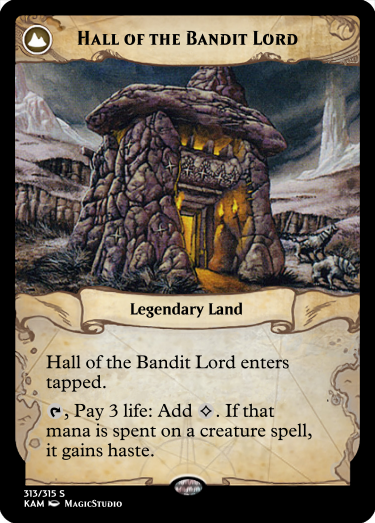 Hall of the Bandit Lord
Legendary Land
Hall of the Bandit Lord enters
tapped.
, Pay 3 life: Add . If that
mana is spent on a creature spell,
it gains haste.
313/315 S
KAM MagicStudio